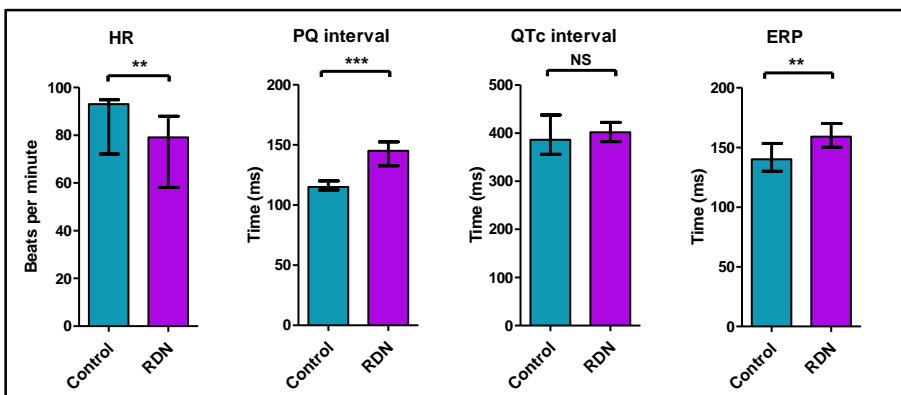 HR
**
Beats per minute
100
80
60
40
20
0
Control
RDN
PQ interval
***
Time (ms)
200
150
100
50
0
Control
RDN
QTc interval
NS
Time (ms)
500
400
300
200
100
0
Control
RDN
ERP
**
Time (ms)
200
150
100
50
0
Control
RDN